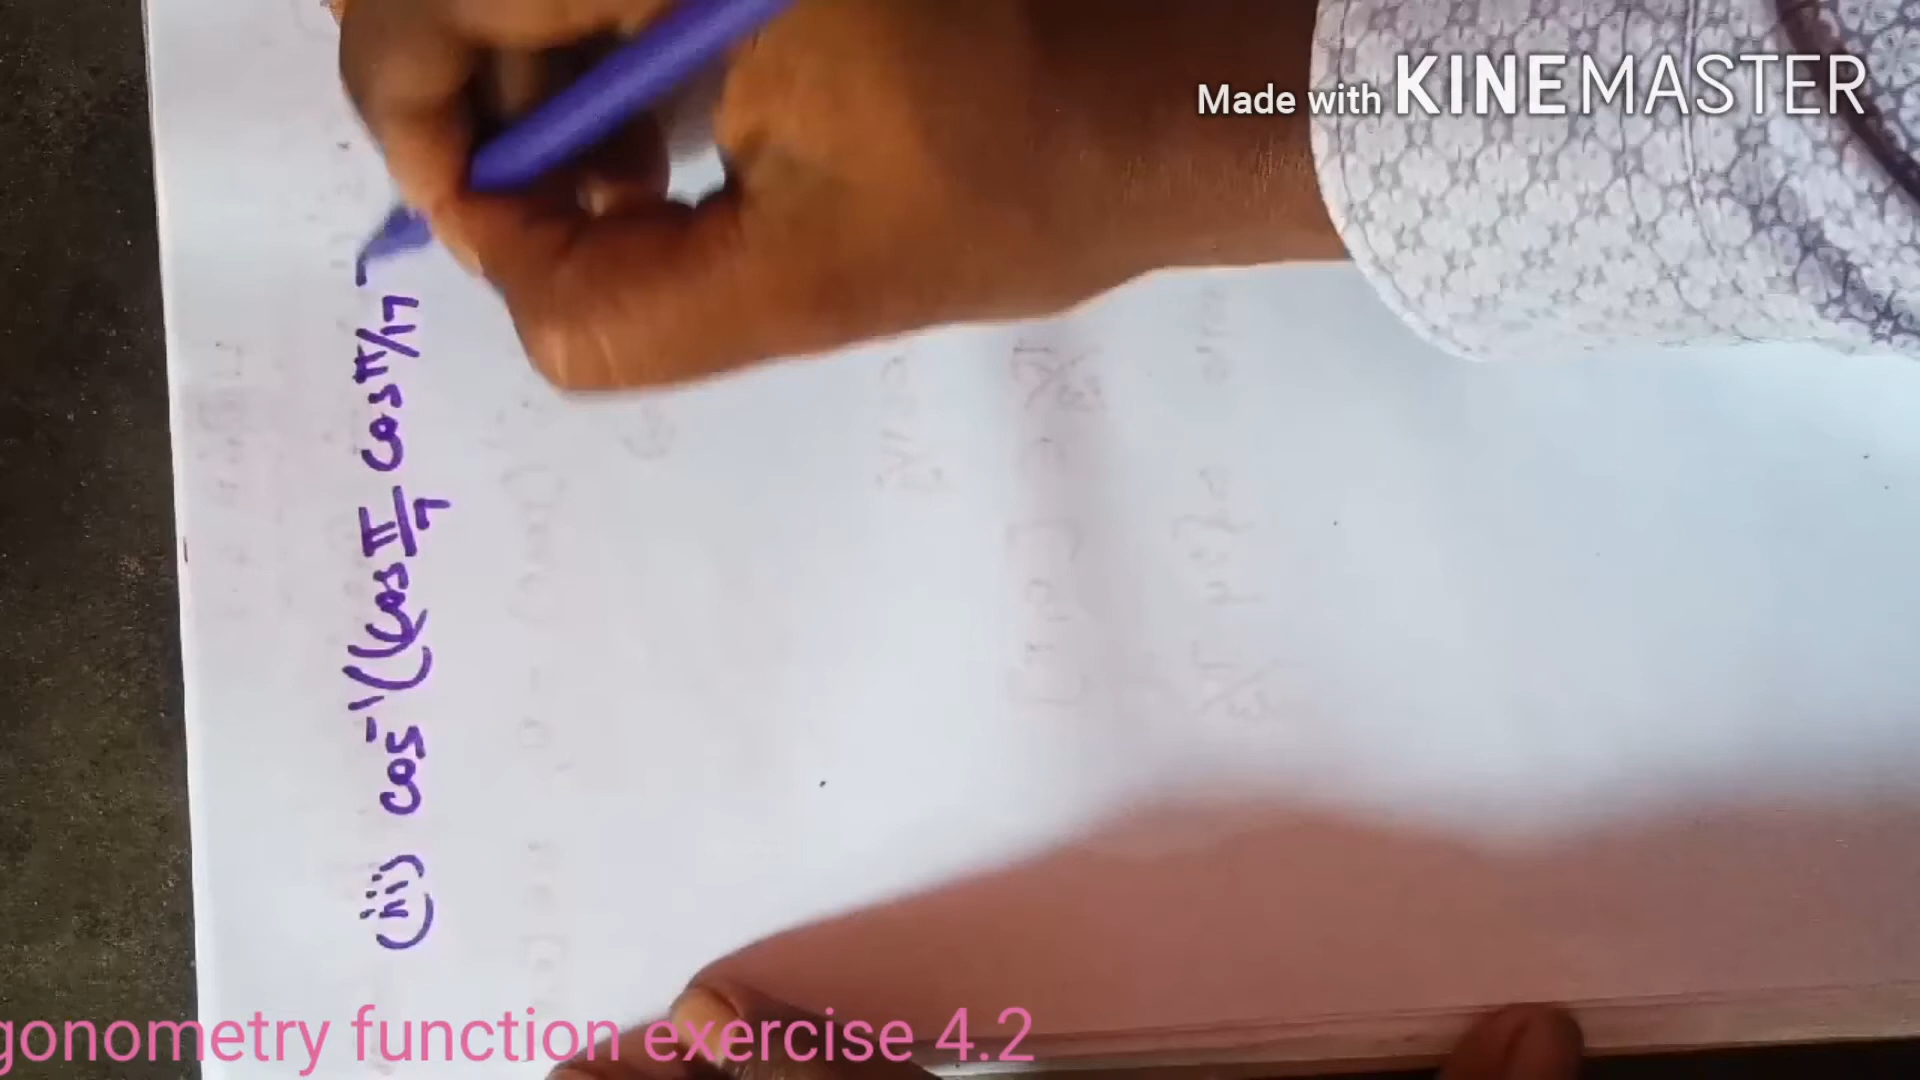 Made with KINEMASTER
(iii) cos⁻¹(cos π/7 cos π/17 -
gonometry function exercise 4.2